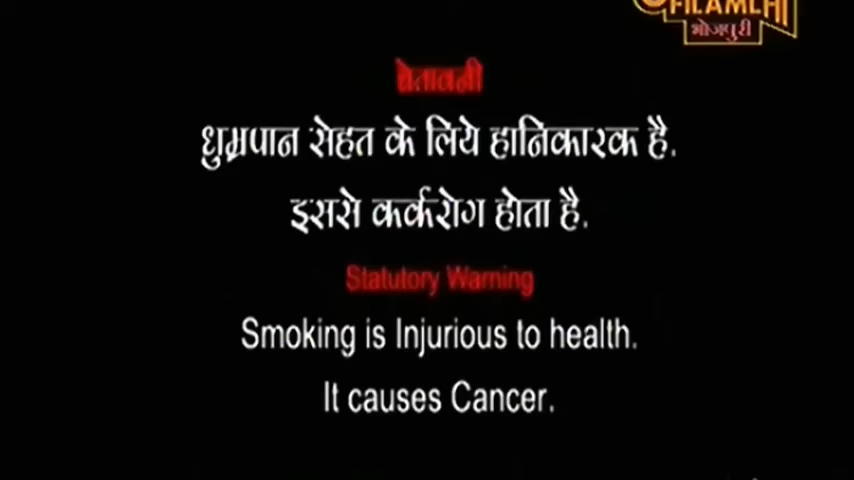 FILAMCHI
भोजपुरी
चेतावनी
धुम्रपान सेहत के लिये हानिकारक है.
इससे कर्करोग होता है.
Statutory Warning
Smoking is Injurious to health.
It causes Cancer.